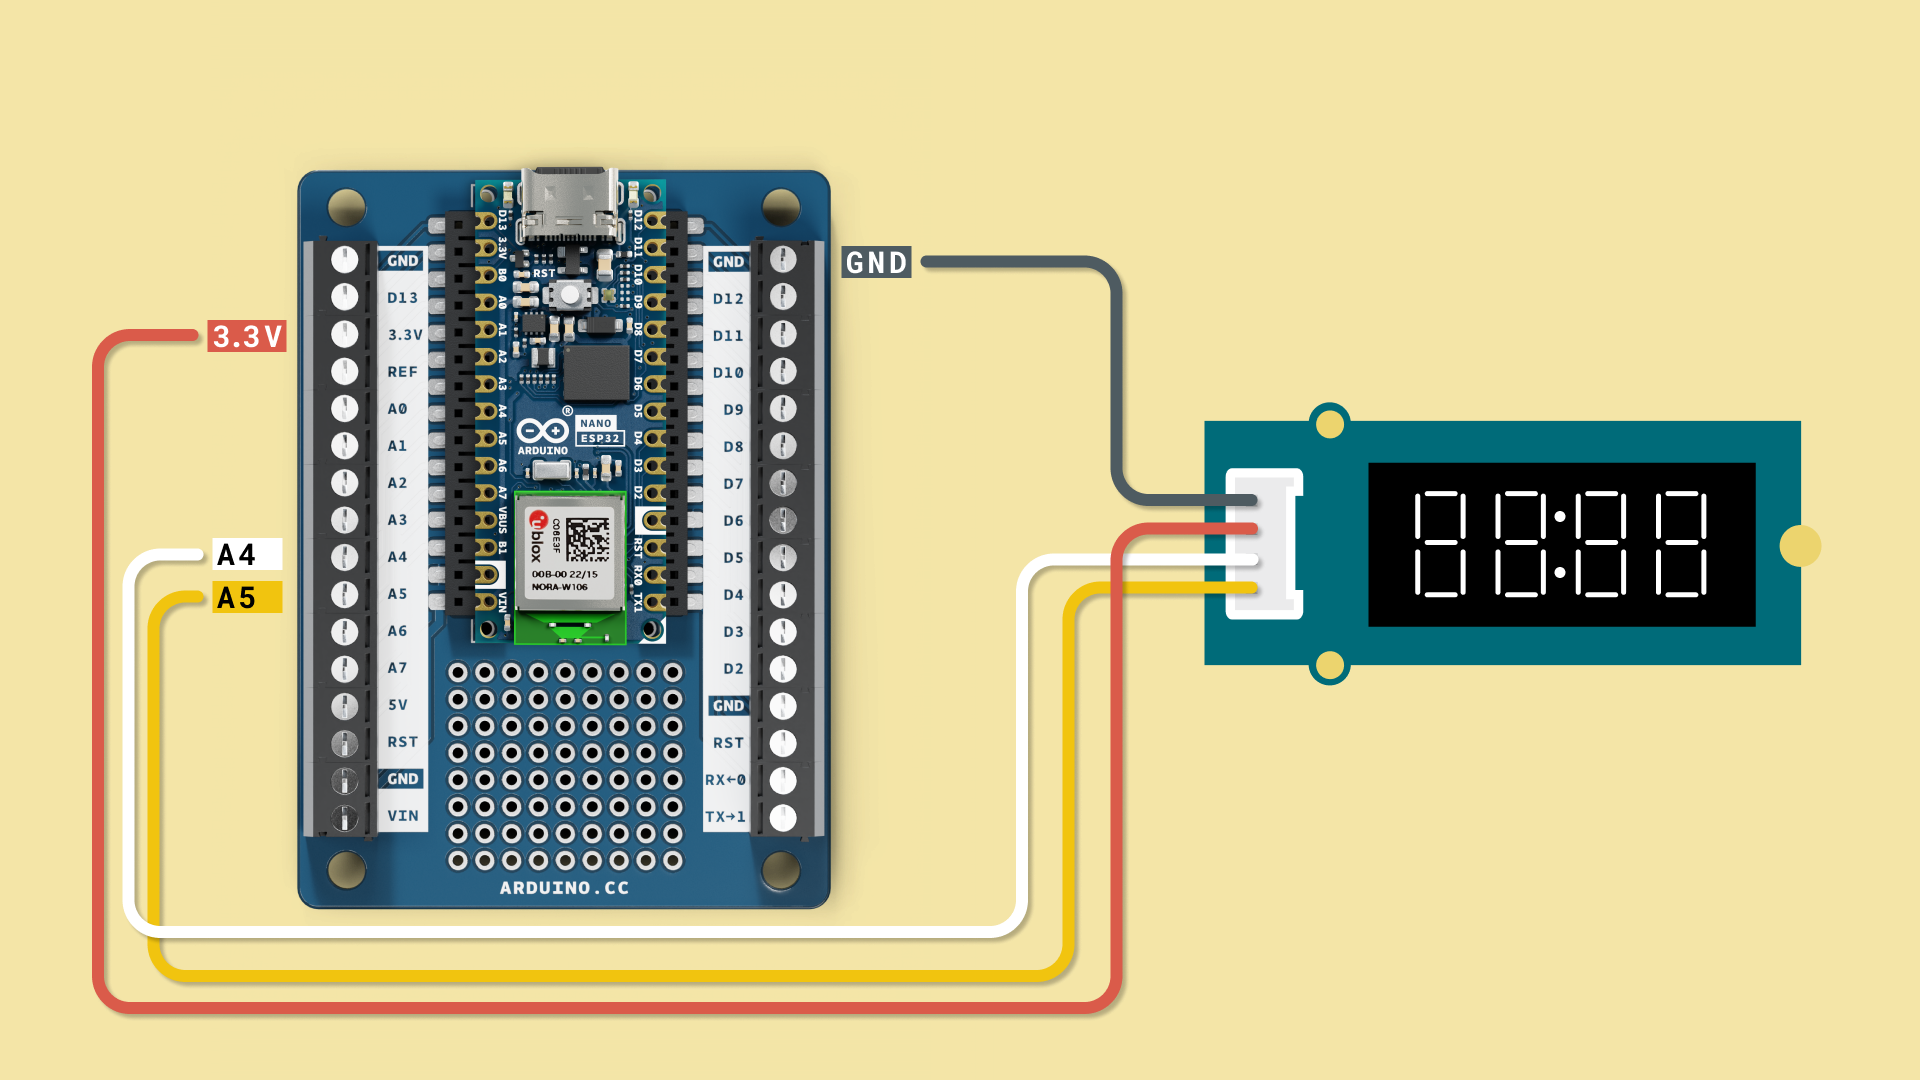 GND
3.3V
A4
A5
GND
D13
3.3V
REF
A0
A1
A2
A3
A4
A5
A6
A7
5V
RST
GND
VIN
D13
3.3V
B0
A0
A1
A2
A3
A4
A5
A6
A7
VBUS
B1
VIN
RST
®
NANO
ESP32
ARDUINO
ublox
C06E3F
00B-00 22/15
NORA-W106
D12
D11
D10
D9
D8
D7
D6
D5
D4
D3
D2
RST
RX0
TX1
GND
D12
D11
D10
D9
D8
D7
D6
D5
D4
D3
D2
GND
RST
RX←0
TX→1
ARDUINO.CC
88:88